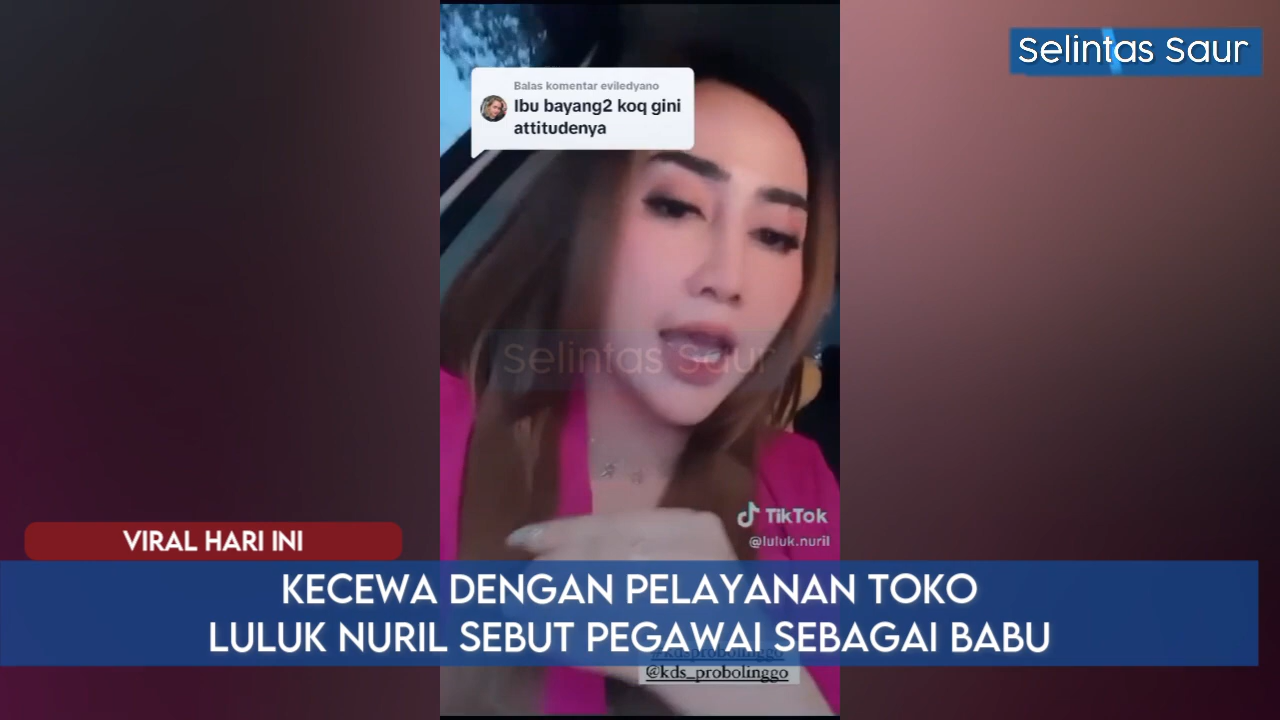 Selintas Saur
Balas komentar eviledyano
Ibu bayang2 koq gini
attitudenya
Selintas Saur
TikTok
@luluk.nuril
VIRAL HARI INI
KECEWA DENGAN PELAYANAN TOKO
LULUK NURIL SEBUT PEGAWAI SEBAGAI BABU
#kdsprobolinggo
@kds_probolinggo